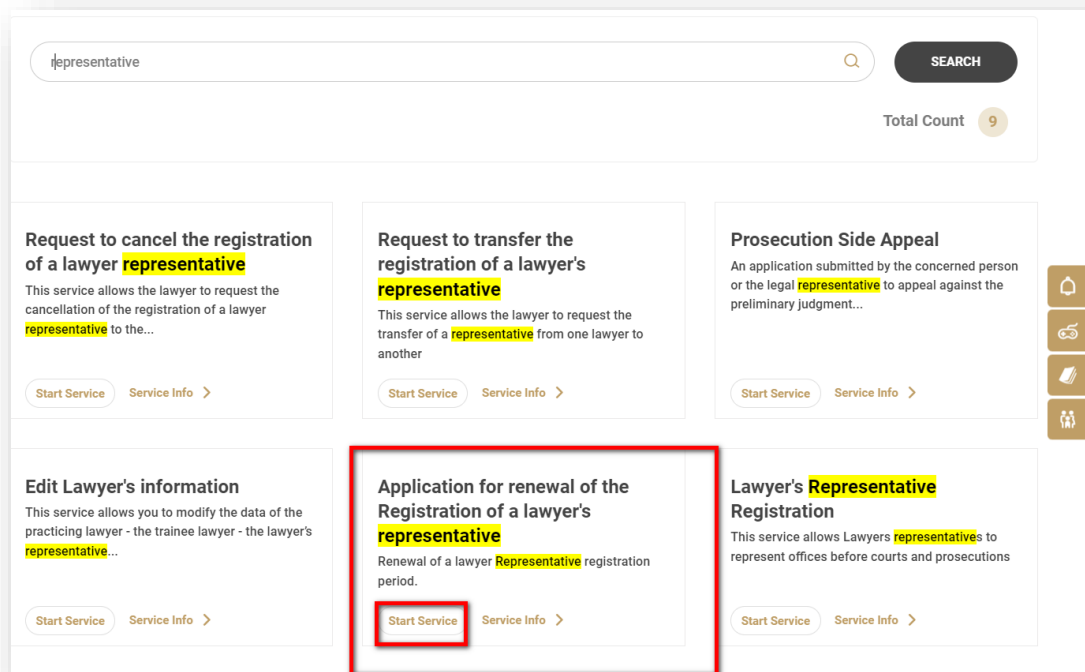 representative
SEARCH
Total Count 9
Request to cancel the registration
of a lawyer representative
This service allows the lawyer to request the
cancellation of the registration of a lawyer
representative to the...
Start Service Service Info
Request to transfer the
registration of a lawyer's
representative
This service allows the lawyer to request the
transfer of a representative from one lawyer to
another
Start Service Service Info
Prosecution Side Appeal
An application submitted by the concerned person
or the legal representative to appeal against the
preliminary judgment...
Start Service Service Info
Edit Lawyer's information
This service allows you to modify the data of the
practicing lawyer - the trainee lawyer - the lawyer's
representative...
Start Service Service Info
Application for renewal of the
Registration of a lawyer's
representative
Renewal of a lawyer Representative registration
period.
Start Service Service Info
Lawyer's Representative
Registration
This service allows Lawyers representatives to
represent offices before courts and prosecutions
Start Service Service Info